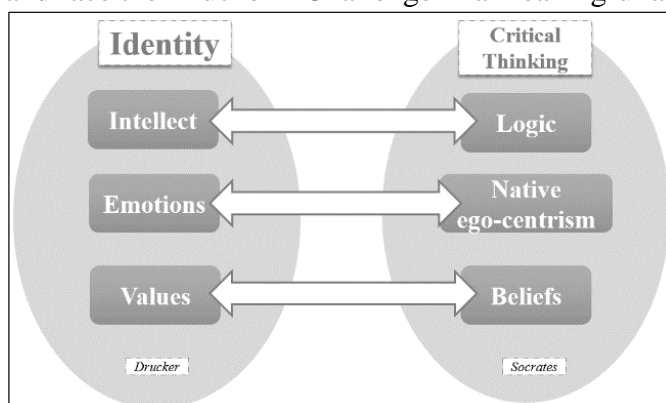 Identity
Critical
Thinking
Intellect
Logic
Emotions
Native
ego-centrism
Values
Beliefs
Drucker
Socrates